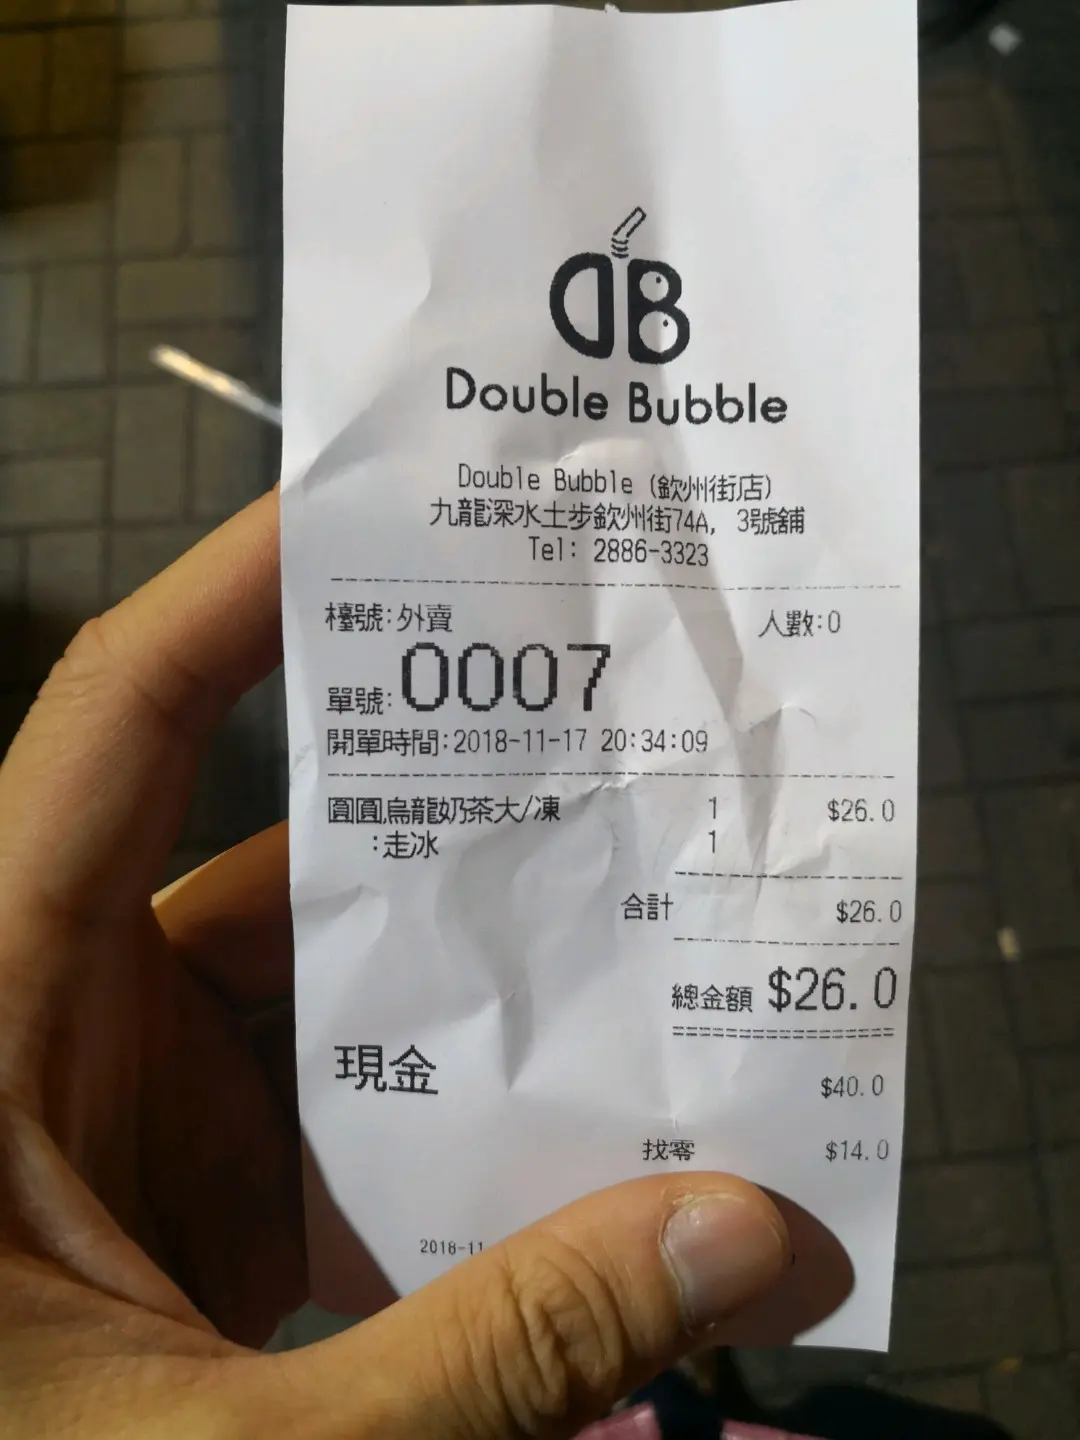 DB
Double Bubble
Double Bubble (欽州街店)
九龍深水土步欽州街74A, 3號舖
Tel: 2886-3323
檯號:外賣 人數:0
單號:0007
開單時間:2018-11-17 20:34:09
圓圓烏龍奶茶大/凍 1 $26.0
:走冰 1
合計 $26.0
總金額 $26.0
現金 $40.0
找零 $14.0
2018-11